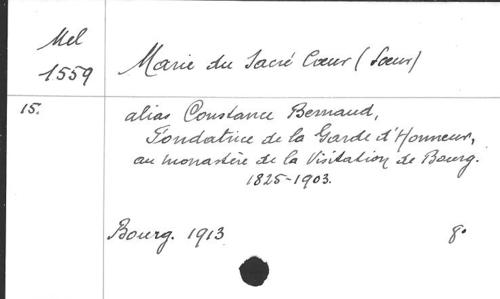 Mel
1559
Marie du Sacré Cœur (Sœur)
15.
alias Constance Bernaud,
Fondatrice de la Garde d'Honneur,
au monastère de la Visitation de Bourg.
1825-1903.
Bourg. 1913
8°